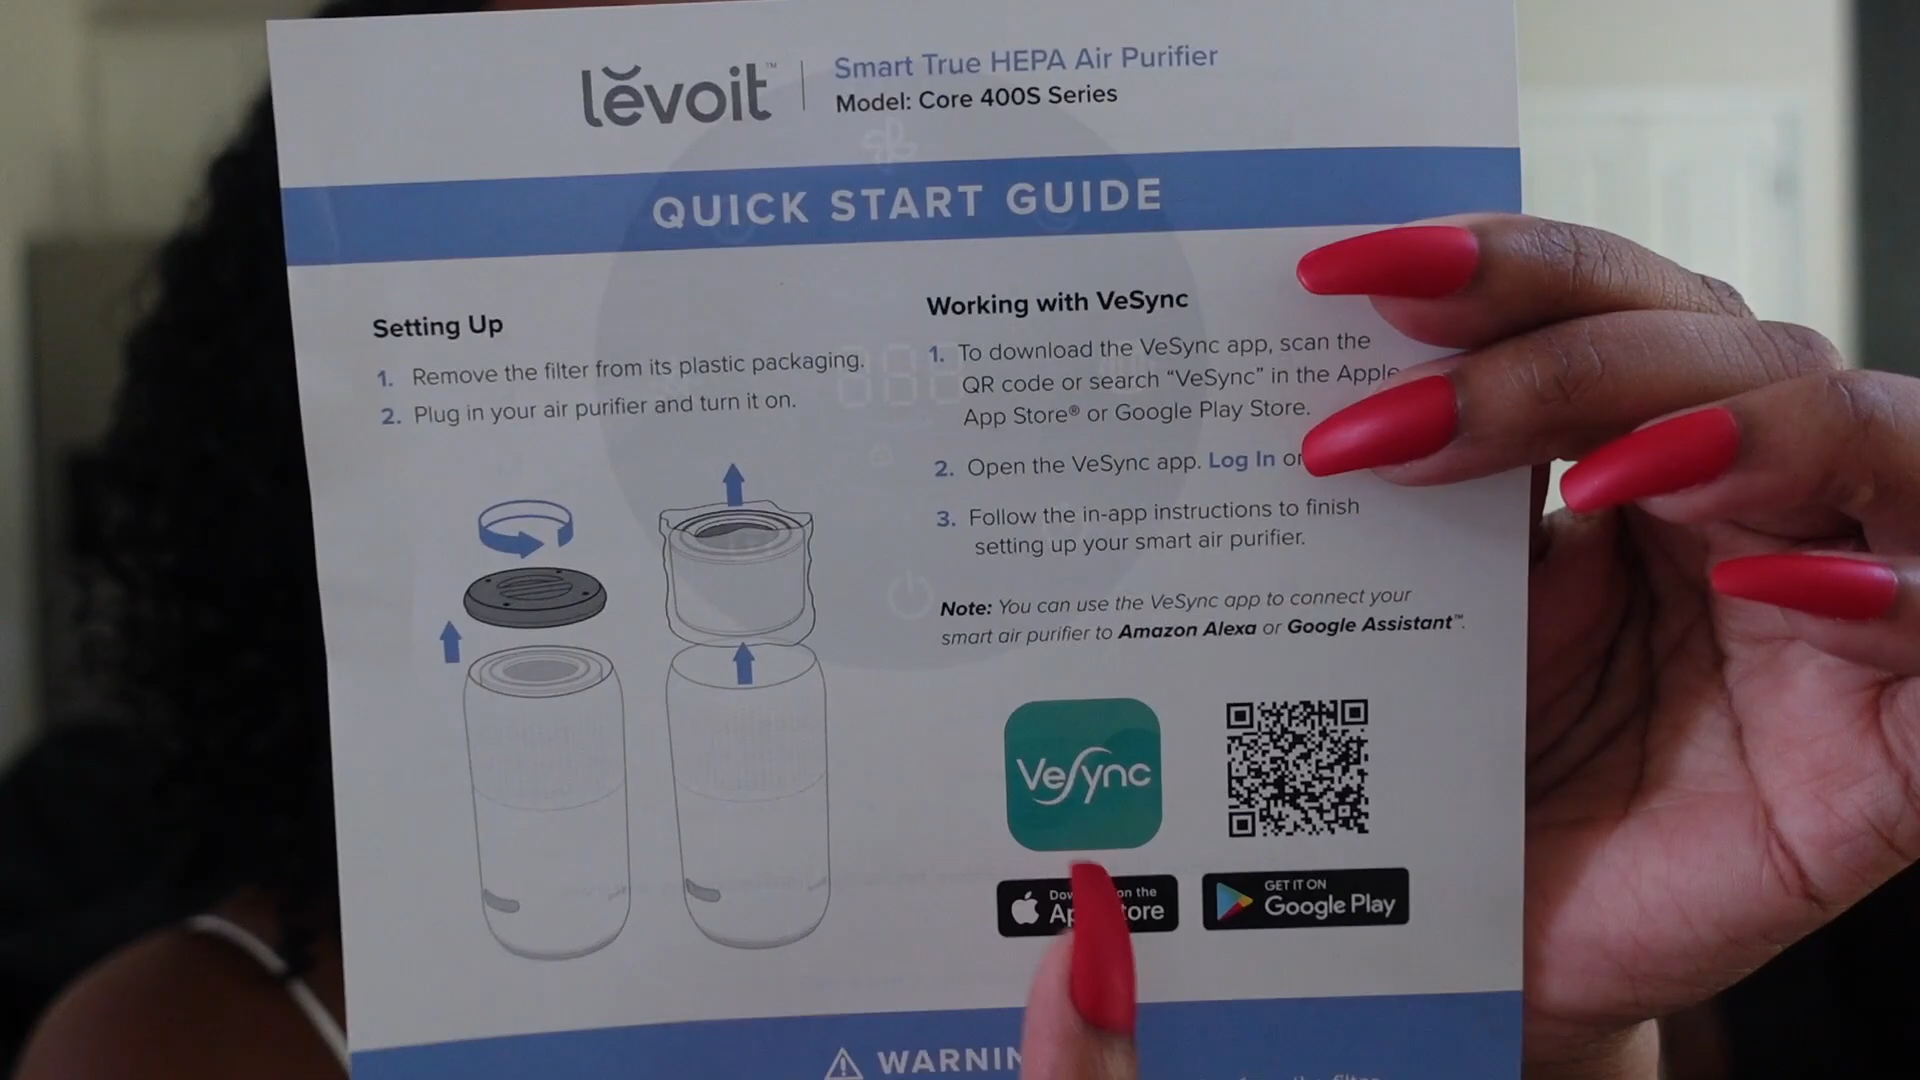 lĕvoit™
Smart True HEPA Air Purifier
Model: Core 400S Series
QUICK START GUIDE
Setting Up
1. Remove the filter from its plastic packaging.
2. Plug in your air purifier and turn it on.
Working with VeSync
1. To download the VeSync app, scan the
QR code or search “VeSync” in the Apple
App Store® or Google Play Store.
2. Open the VeSync app. Log In or
3. Follow the in-app instructions to finish
setting up your smart air purifier.
Note: You can use the VeSync app to connect your
smart air purifier to Amazon Alexa or Google Assistant™.
VeSync
on the
GET IT ON
Google Play